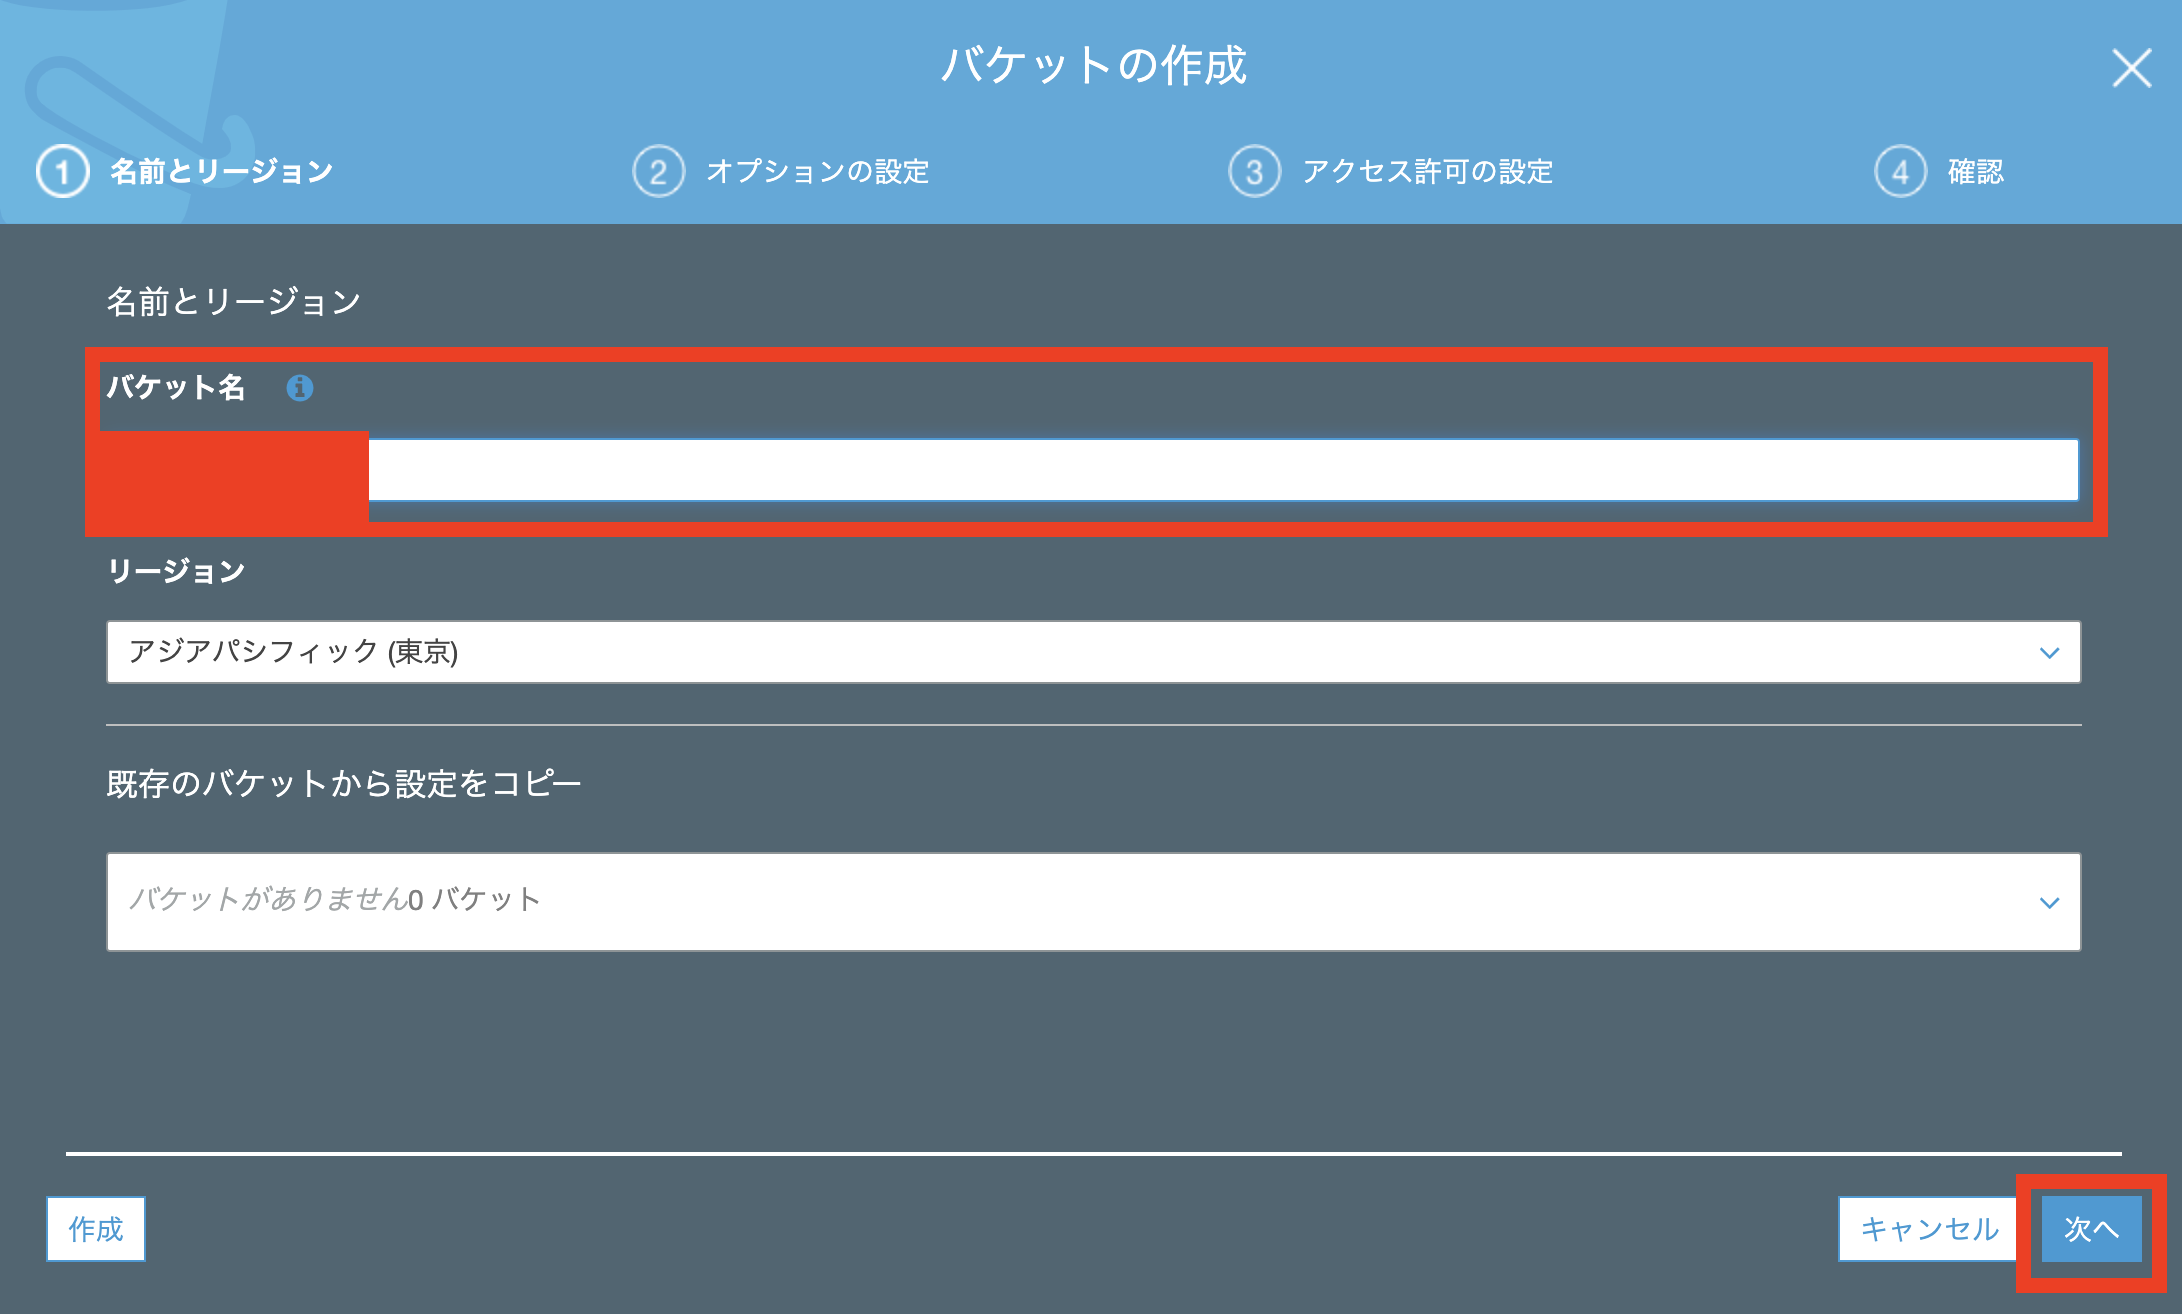 バケットの作成
1 名前とリージョン 2 オプションの設定 3 アクセス許可の設定 4 確認
名前とリージョン
バケット名
リージョン
アジアパシフィック (東京)
既存のバケットから設定をコピー
バケットがありません0 バケット
作成 キャンセル 次へ